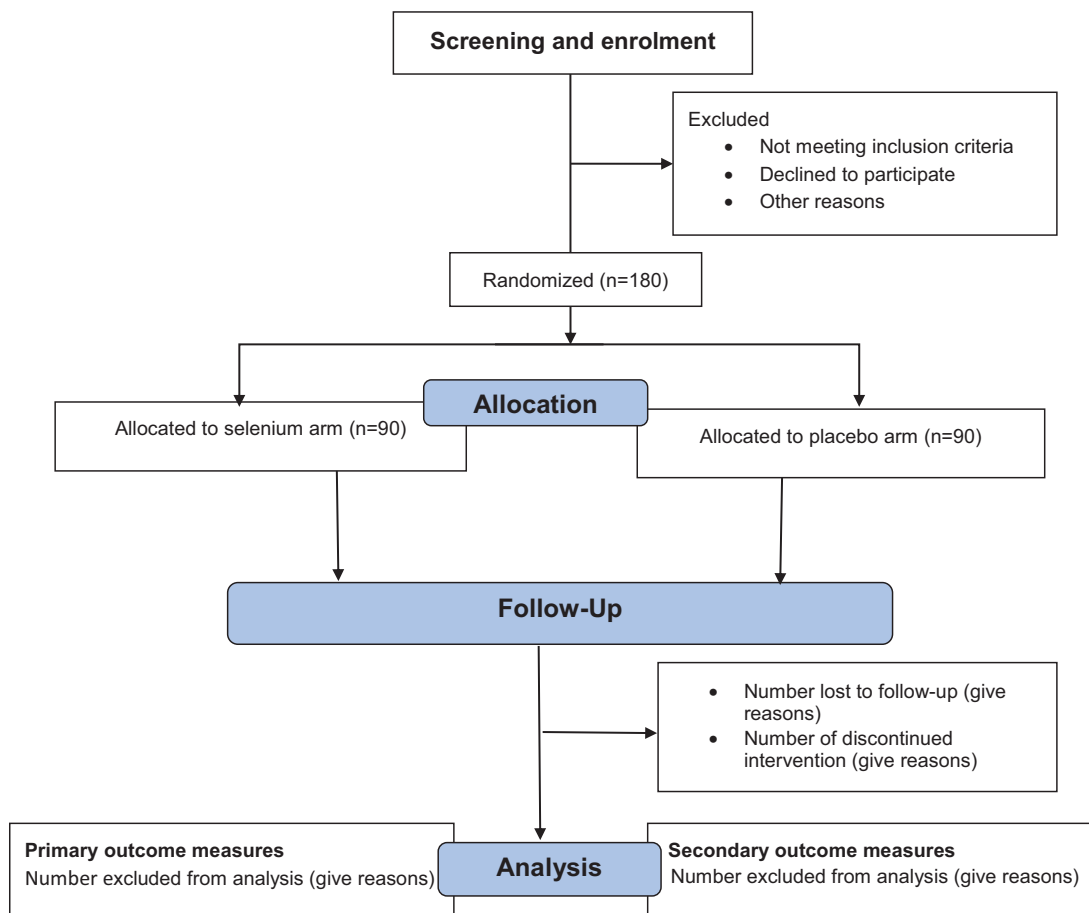 Screening and enrolment
Excluded
• Not meeting inclusion criteria
• Declined to participate
• Other reasons
Randomized (n=180)
Allocation
Allocated to selenium arm (n=90)
Allocated to placebo arm (n=90)
Follow-Up
• Number lost to follow-up (give
reasons)
• Number of discontinued
intervention (give reasons)
Primary outcome measures
Number excluded from analysis (give reasons)
Analysis
Secondary outcome measures
Number excluded from analysis (give reasons)